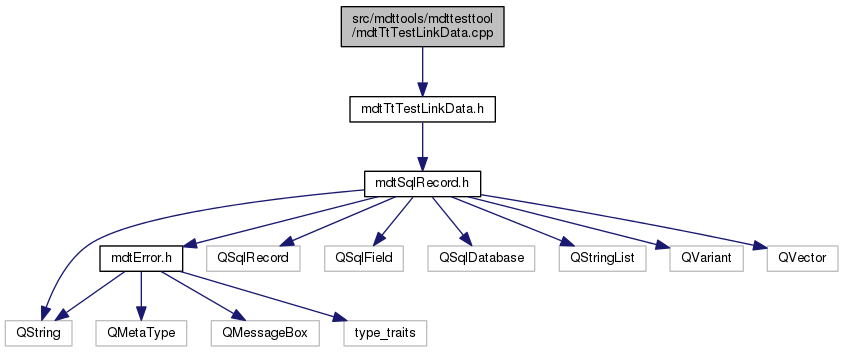 src/mdttools/mdttesttool
/mdtTtTestLinkData.cpp
mdtTtTestLinkData.h
mdtSqlRecord.h
mdtError.h
QSqlRecord
QSqlField
QSqlDatabase
QStringList
QVariant
QVector
QString
QMetaType
QMessageBox
type_traits